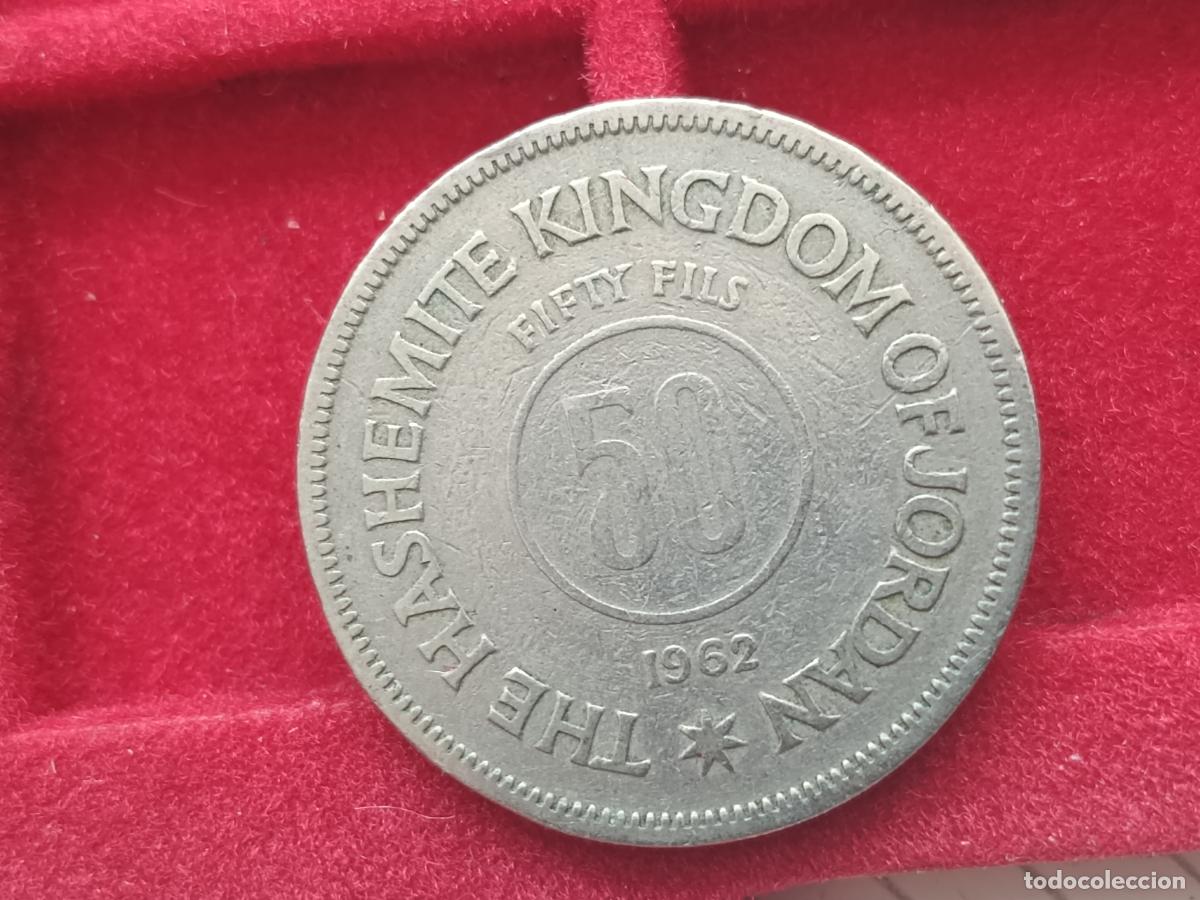 THE HASHEMITE KINGDOM OF JORDAN
FIFTY FILS
50
1962
todocoleccion